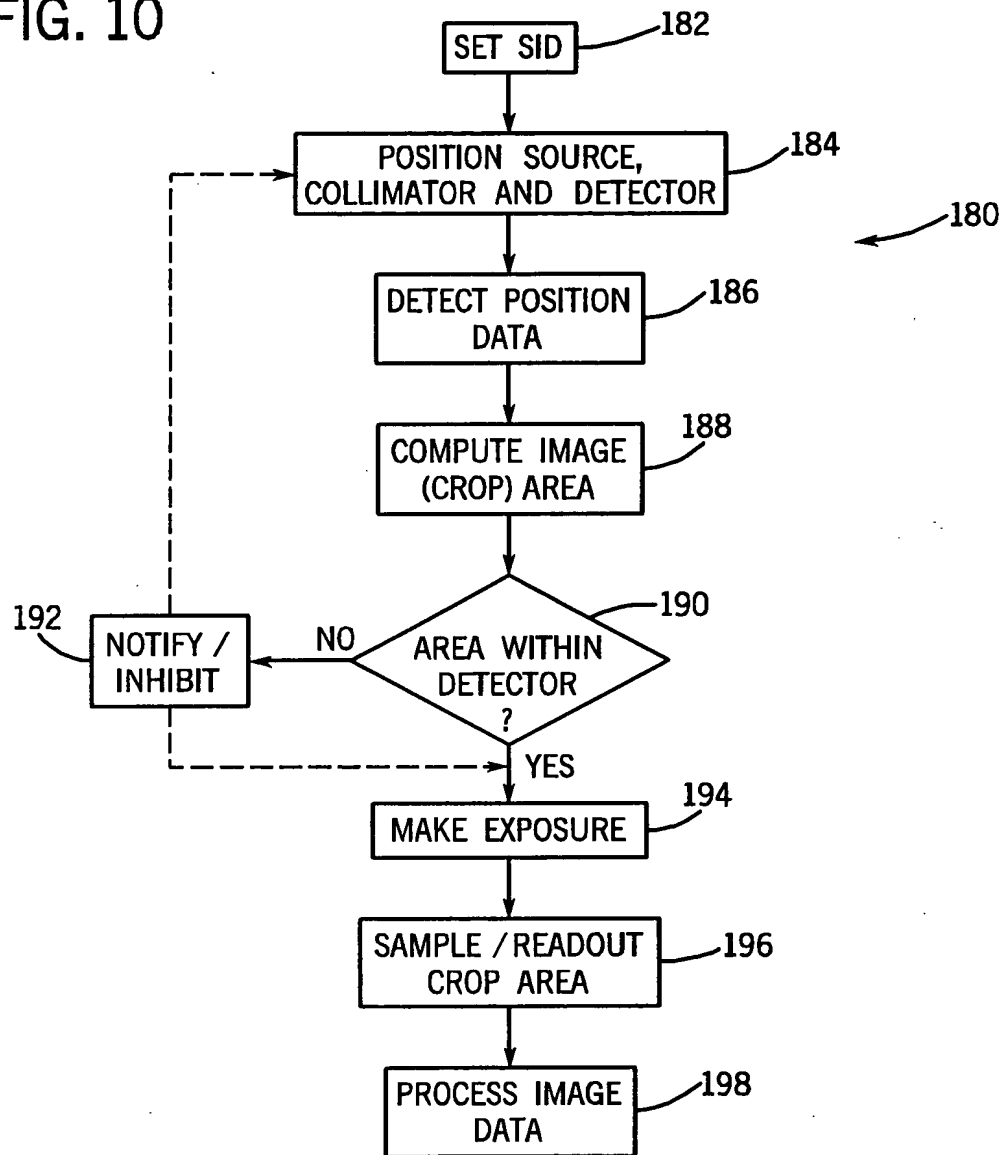 FIG. 10
SET SID
182
POSITION SOURCE,
COLLIMATOR AND DETECTOR
184
180
DETECT POSITION
DATA
186
COMPUTE IMAGE
(CROP) AREA
188
190
192
NOTIFY /
INHIBIT
NO
AREA WITHIN
DETECTOR
?
YES
MAKE EXPOSURE
194
SAMPLE / READOUT
CROP AREA
196
PROCESS IMAGE
DATA
198